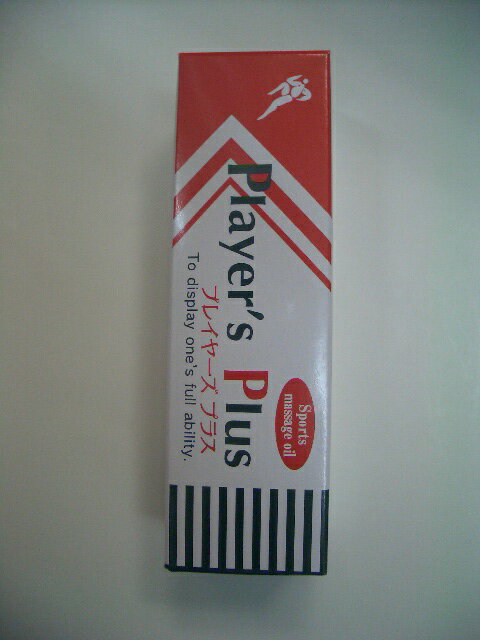 Sports
massage oil
Player's Plus
プレイヤーズ プラス
To display one's full ability.